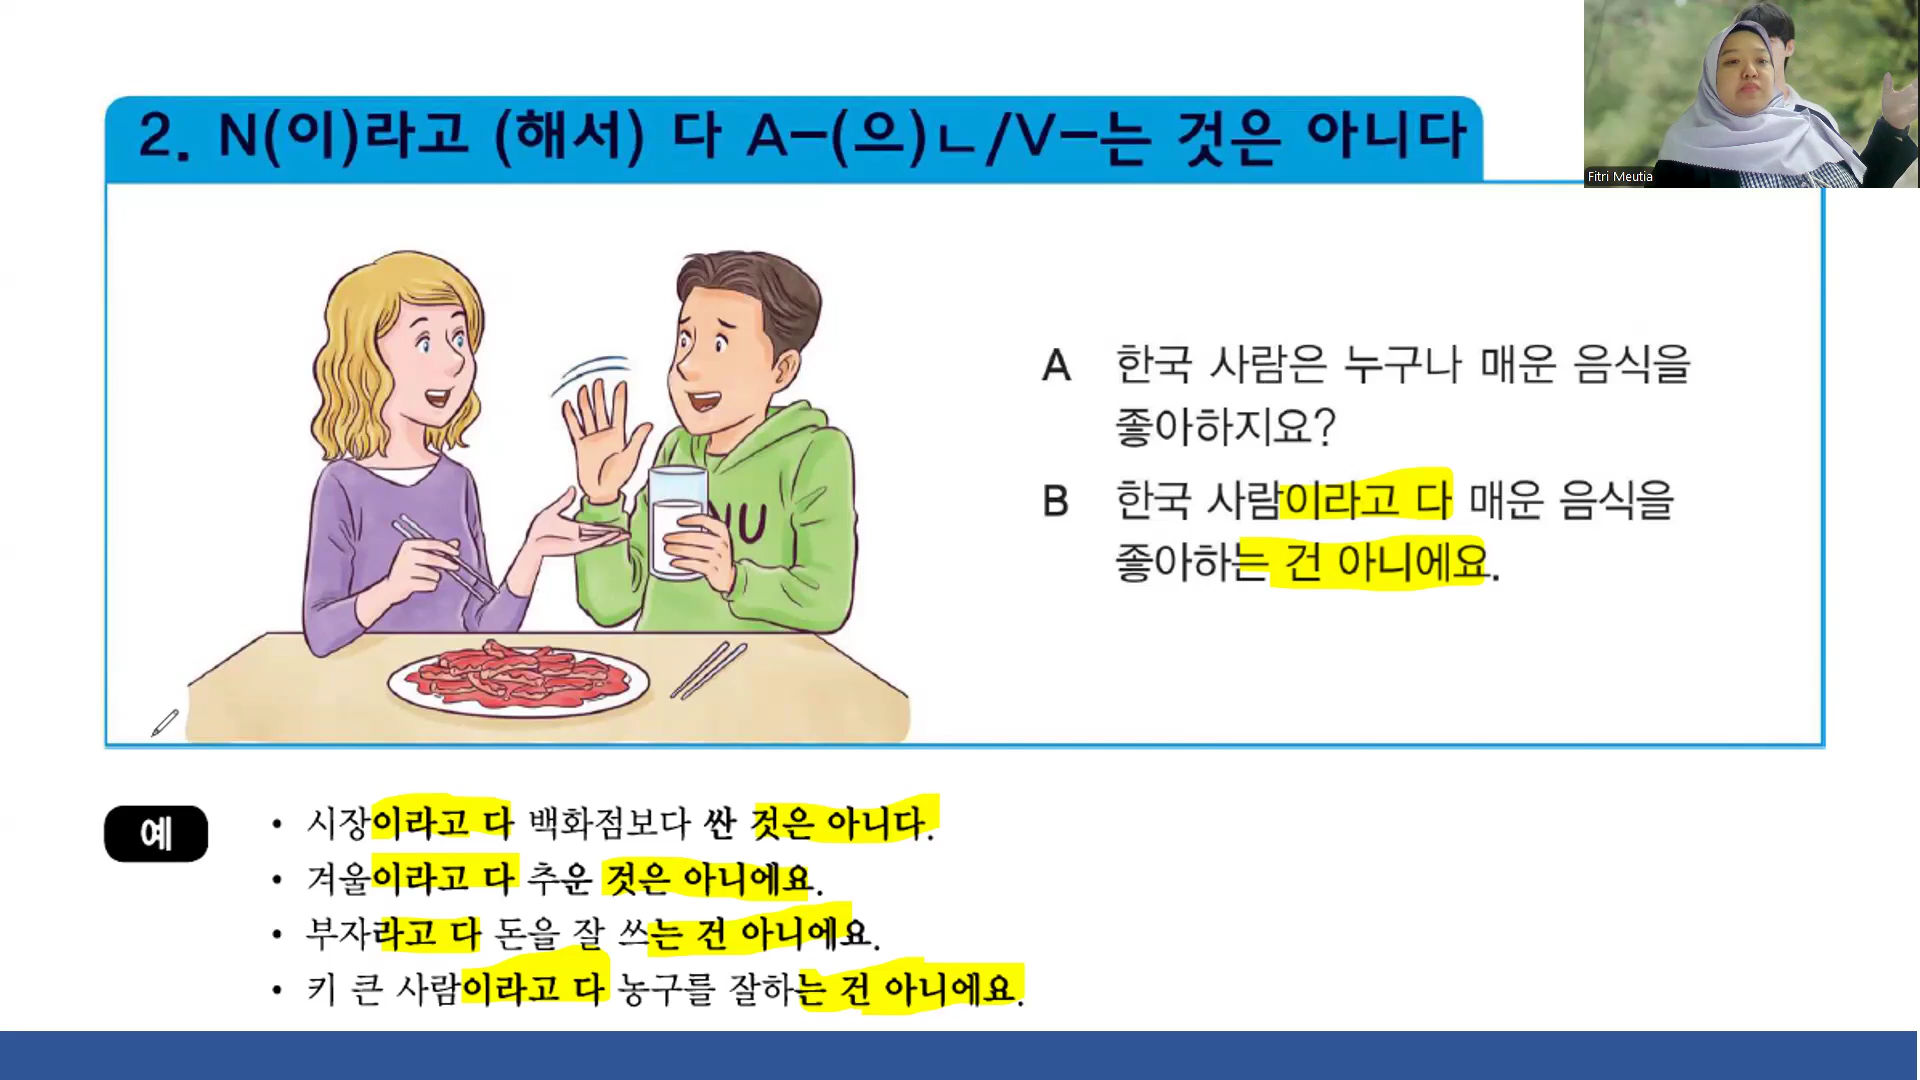 2. N(이)라고 (해서) 다 A-(으)ㄴ/V-는 것은 아니다
Fitri Meutia
NU
A 한국 사람은 누구나 매운 음식을
좋아하지요?
B 한국 사람이라고 다 매운 음식을
좋아하는 건 아니에요.
예
• 시장이라고 다 백화점보다 싼 것은 아니다.
• 겨울이라고 다 추운 것은 아니에요.
• 부자라고 다 돈을 잘 쓰는 건 아니에요.
• 키 큰 사람이라고 다 농구를 잘하는 건 아니에요.